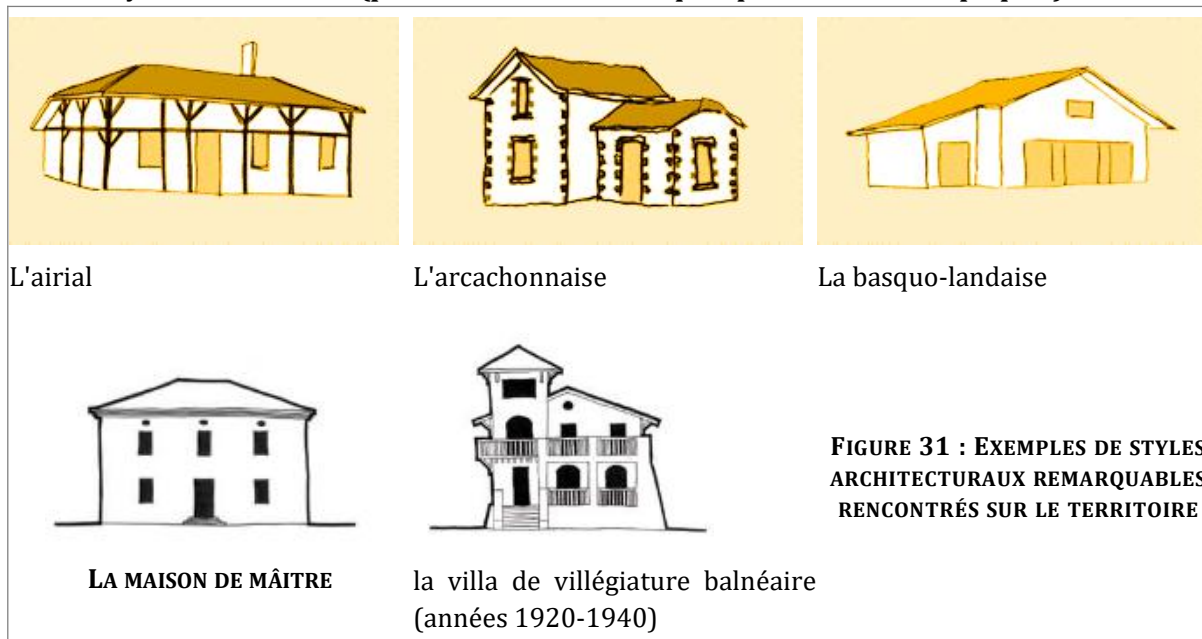 L'airial
L'arcachonnaise
La basquo-landaise
FIGURE 31 : EXEMPLES DE STYLES
ARCHITECTURAUX REMARQUABLES
RENCONTRÉS SUR LE TERRITOIRE
LA MAISON DE MÂITRE
la villa de villégiature balnéaire
(années 1920-1940)